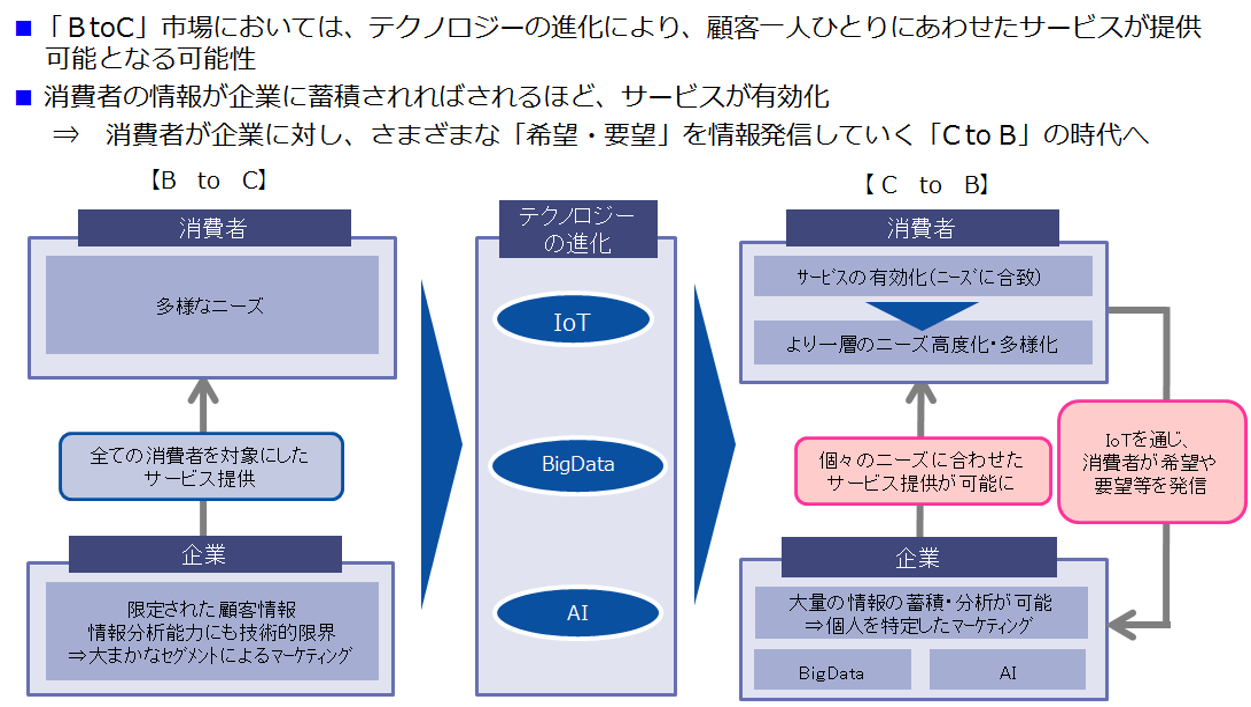 ■「ＢtoC」市場においては、テクノロジーの進化により、顧客一人ひとりにあわせたサービスが提供
可能となる可能性
■ 消費者の情報が企業に蓄積されればされるほど、サービスが有効化
⇒　消費者が企業に対し、さまざまな「希望・要望」を情報発信していく「C to B」の時代へ
【B　to　C】
消費者
多様なニーズ
全ての消費者を対象にした
サービス提供
企業
限定された顧客情報
情報分析能力にも技術的限界
⇒大まかなセグメントによるマーケティング
テクノロジー
の進化
IoT
BigData
AI
【C　to　B】
消費者
サービスの有効化(ニーズに合致)
より一層のニーズ高度化・多様化
個々のニーズに合わせた
サービス提供が可能に
IoTを通じ、
消費者が希望や
要望等を発信
企業
大量の情報の蓄積・分析が可能
⇒個人を特定したマーケティング
BigData
AI